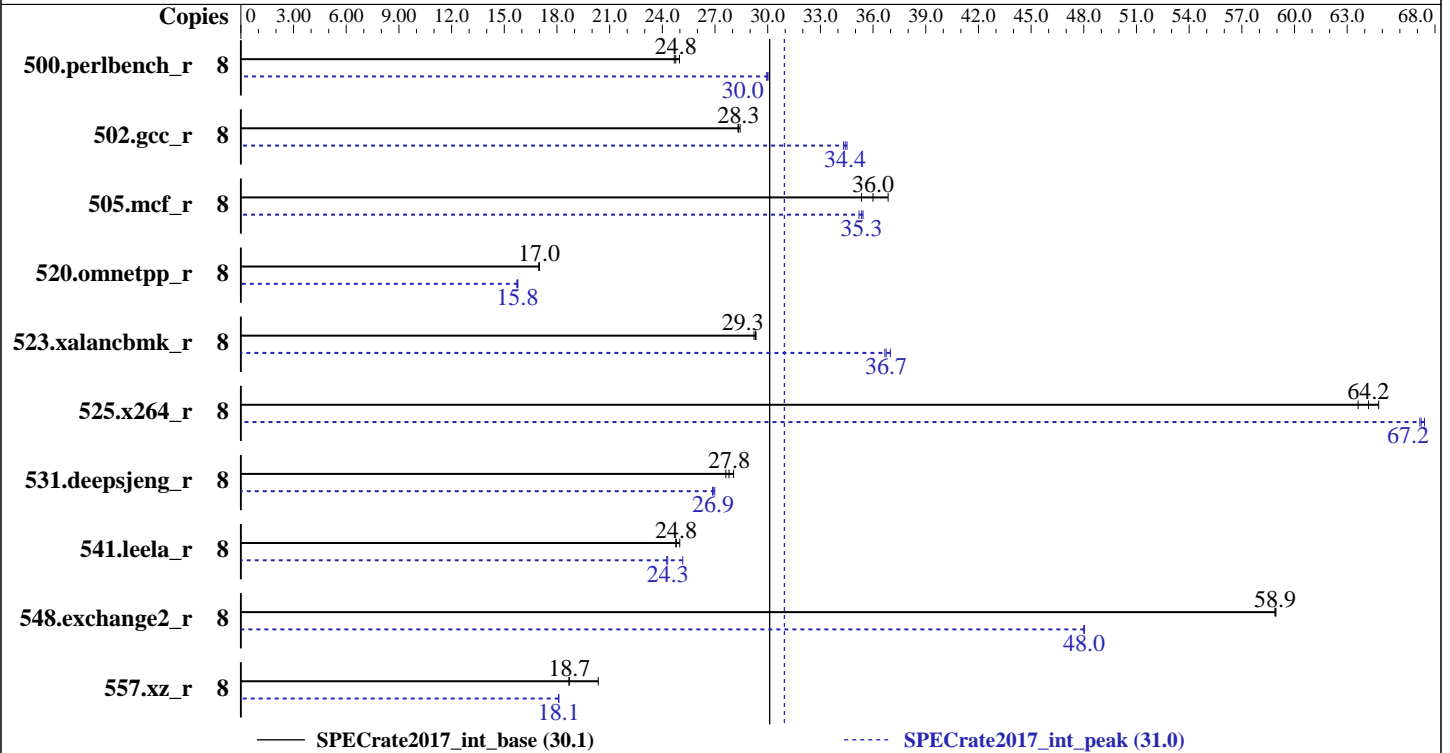 Copies 0 3.00 6.00 9.00 12.0 15.0 18.0 21.0 24.0 27.0 30.0 33.0 36.0 39.0 42.0 45.0 48.0 51.0 54.0 57.0 60.0 63.0 68.0
24.8
500.perlbench_r 8
30.0
28.3
502.gcc_r 8
34.4
36.0
505.mcf_r 8
35.3
17.0
520.omnetpp_r 8
15.8
29.3
523.xalancbmk_r 8
36.7
64.2
525.x264_r 8
67.2
27.8
531.deepsjeng_r 8
26.9
24.8
541.leela_r 8
24.3
58.9
548.exchange2_r 8
48.0
18.7
557.xz_r 8
18.1
SPECrate2017_int_base (30.1) SPECrate2017_int_peak (31.0)